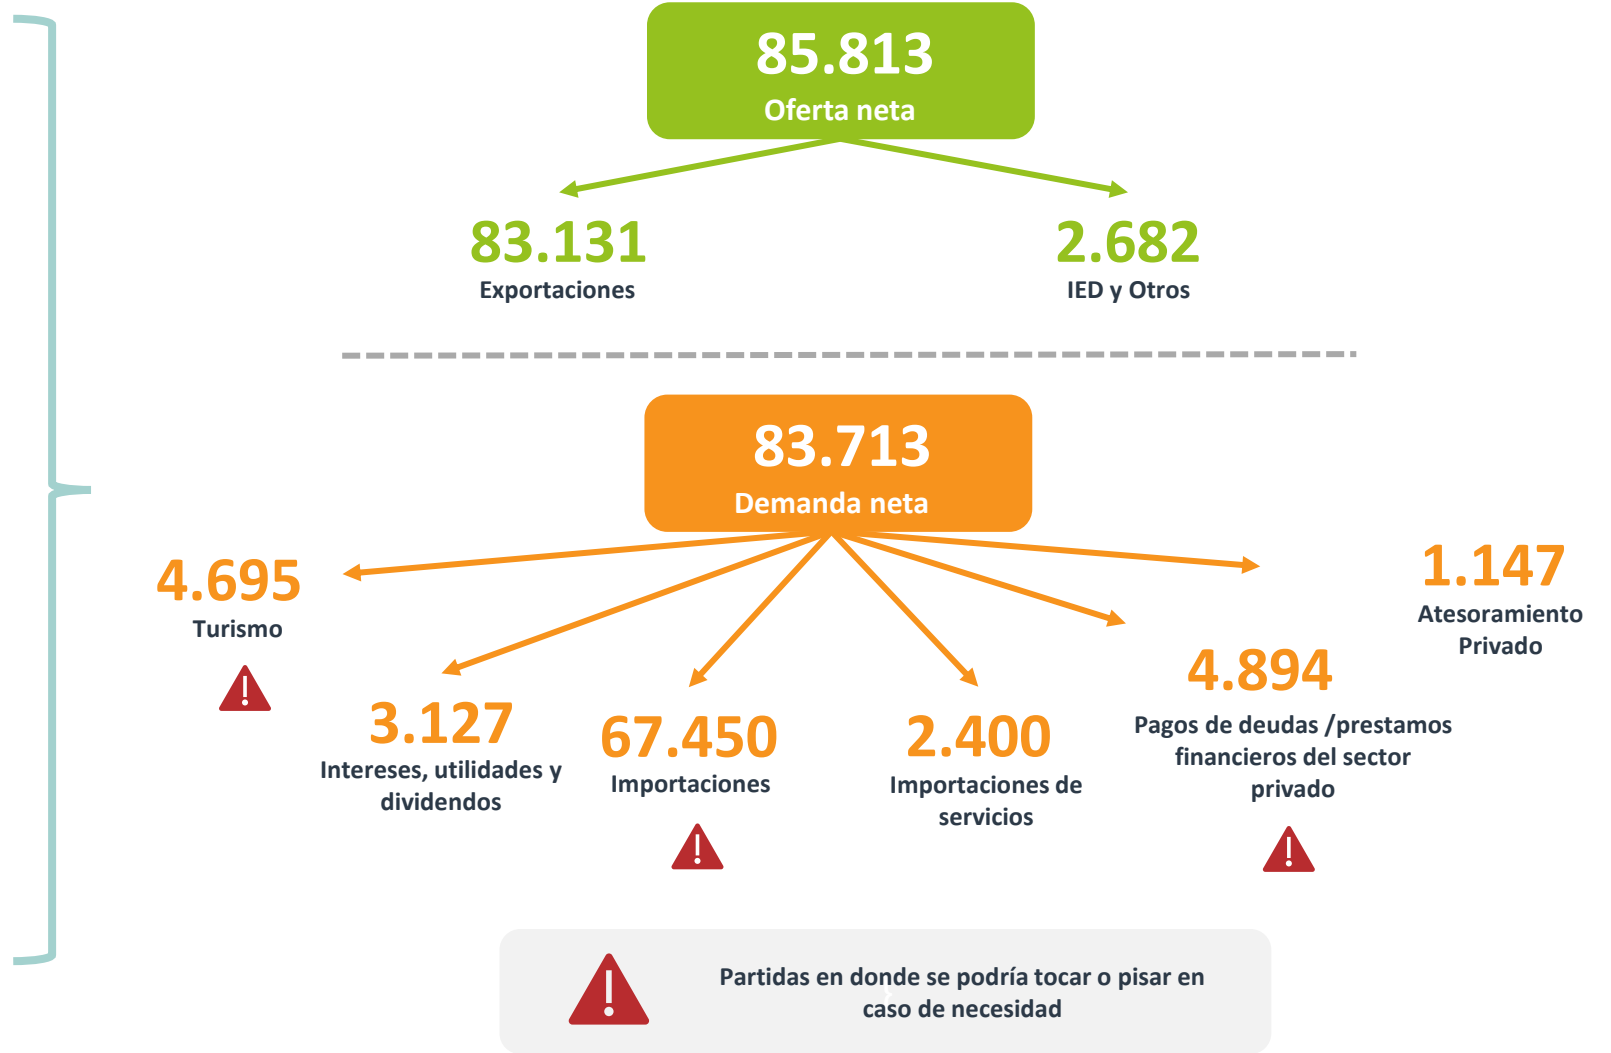 85.813
Oferta neta
83.131
Exportaciones
2.682
IED y Otros
83.713
Demanda neta
4.695
Turismo
3.127
Intereses, utilidades y
dividendos
67.450
Importaciones
2.400
Importaciones de
servicios
4.894
Pagos de deudas /prestamos
financieros del sector
privado
1.147
Atesoramiento
Privado
Partidas en donde se podría tocar o pisar en
caso de necesidad